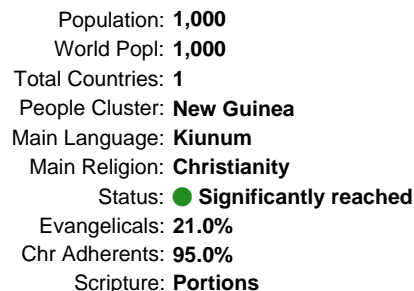 Population: 1,000
World Popl: 1,000
Total Countries: 1
People Cluster: New Guinea
Main Language: Kiunum
Main Religion: Christianity
Status: Significantly reached
Evangelicals: 21.0%
Chr Adherents: 95.0%
Scripture: Portions